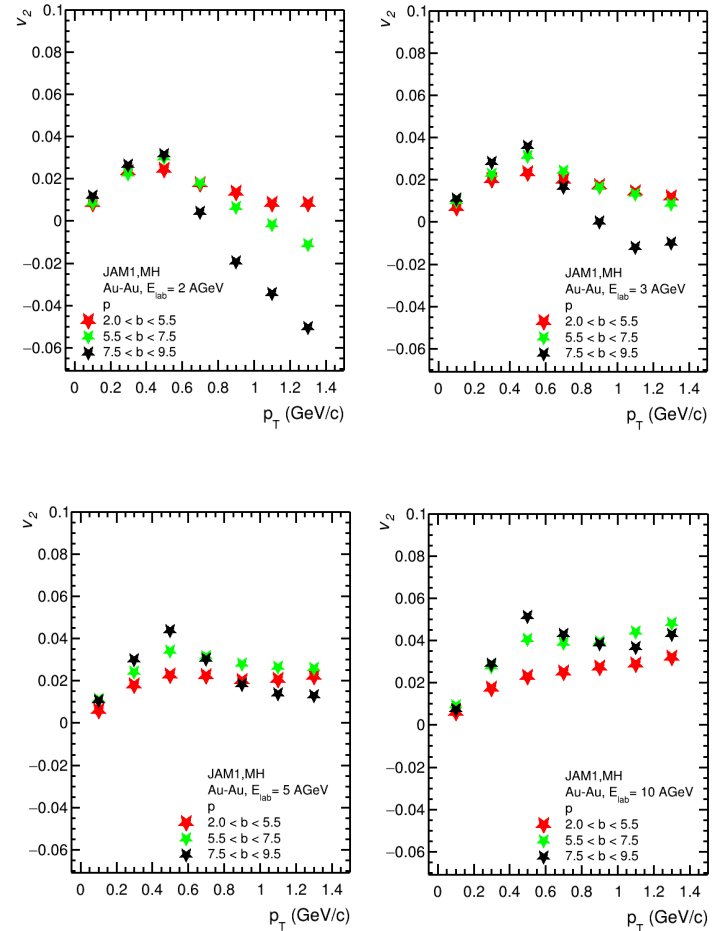 v2
0.1
0.08
0.06
0.04
0.02
0
−0.02
−0.04
−0.06
JAM1,MH
Au-Au, Elab= 2 AGeV
p
2.0 < b < 5.5
5.5 < b < 7.5
7.5 < b < 9.5
0 0.2 0.4 0.6 0.8 1 1.2 1.4
pT (GeV/c)
v2
0.1
0.08
0.06
0.04
0.02
0
−0.02
−0.04
−0.06
JAM1,MH
Au-Au, Elab= 3 AGeV
p
2.0 < b < 5.5
5.5 < b < 7.5
7.5 < b < 9.5
0 0.2 0.4 0.6 0.8 1 1.2 1.4
pT (GeV/c)
v2
0.1
0.08
0.06
0.04
0.02
0
−0.02
−0.04
−0.06
JAM1,MH
Au-Au, Elab= 5 AGeV
p
2.0 < b < 5.5
5.5 < b < 7.5
7.5 < b < 9.5
0 0.2 0.4 0.6 0.8 1 1.2 1.4
pT (GeV/c)
v2
0.1
0.08
0.06
0.04
0.02
0
−0.02
−0.04
−0.06
JAM1,MH
Au-Au, Elab= 10 AGeV
p
2.0 < b < 5.5
5.5 < b < 7.5
7.5 < b < 9.5
0 0.2 0.4 0.6 0.8 1 1.2 1.4
pT (GeV/c)